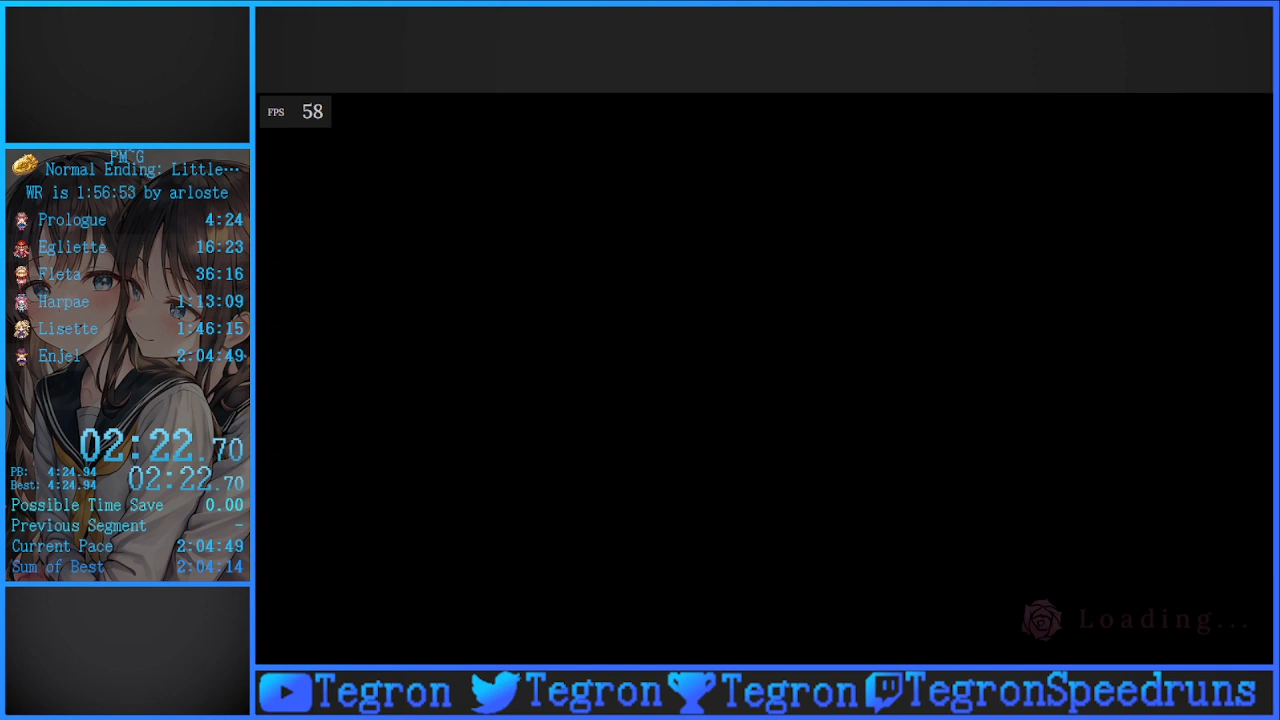 PM~G
Normal Ending: Little…
WR is 1:56:53 by arloste
Prologue 4:24
Egliette 16:23
Fleta 36:16
Harpae 1:13:09
Lisette 1:46:15
Enjel 2:04:49
02:22.70
PB: 4:24.94
Best: 4:24.94
02:22.70
Possible Time Save 0.00
Previous Segment -
Current Pace 2:04:49
Sum of Best 2:04:14
FPS 58
Loading...
Tegron Tegron Tegron TegronSpeedruns